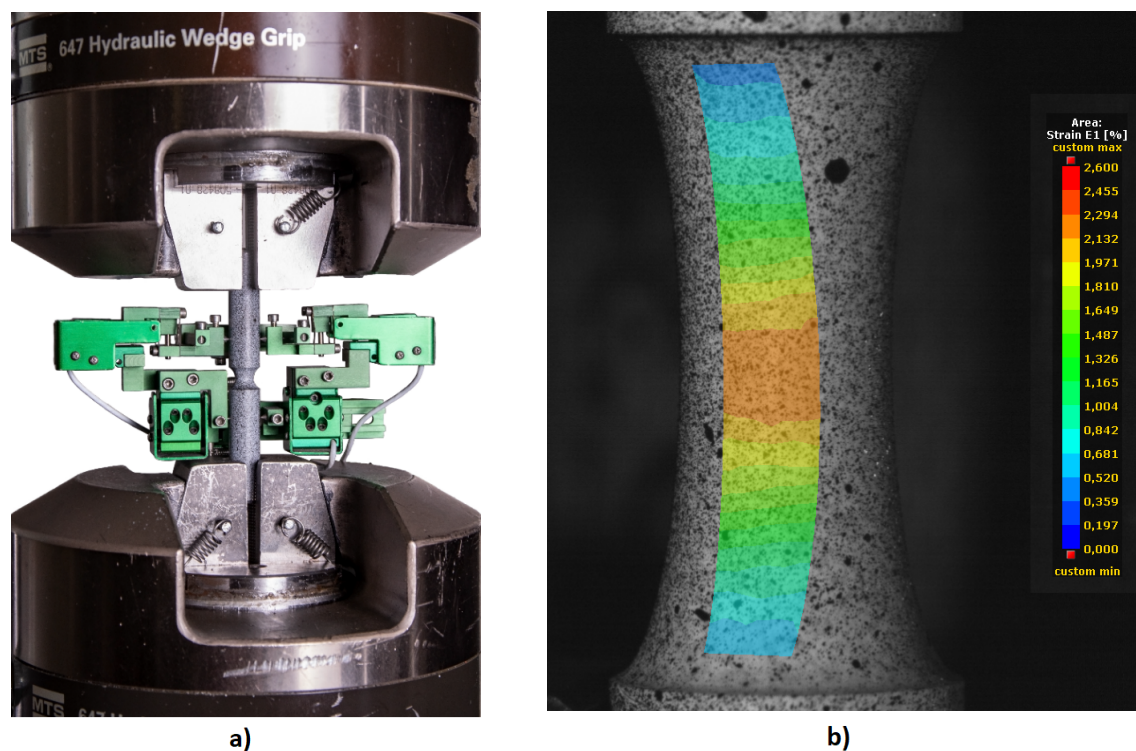 MTS
647 Hydraulic Wedge Grip
MTS
647
a)
Area:
Strain E1 [%]
custom max
2,600
2,455
2,294
2,132
1,971
1,810
1,649
1,487
1,326
1,165
1,004
0,842
0,681
0,520
0,359
0,197
0,000
custom min
b)